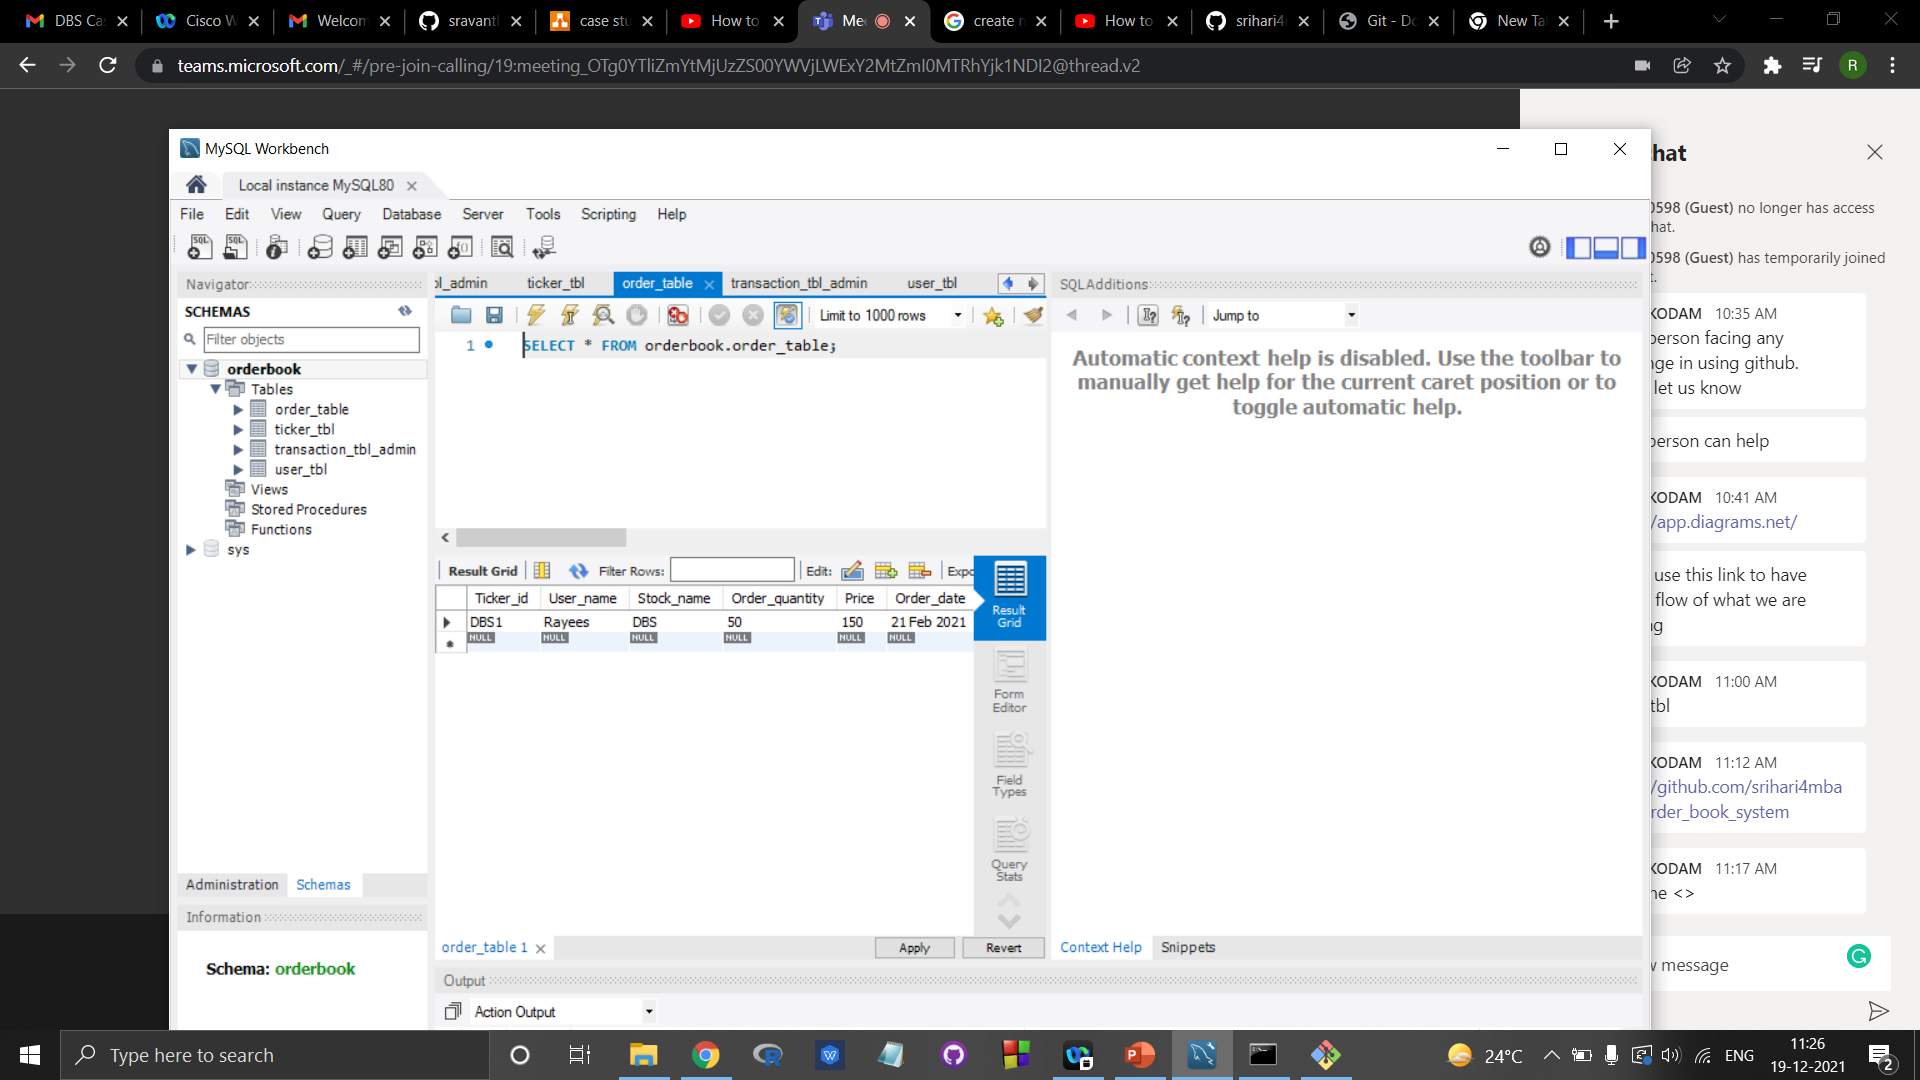 DBS Ca
Cisco W
Welcom
sravant
case stu
How to
Mee
create r
How to
srihari4
Git - Do
New Ta
teams.microsoft.com/_#/pre-join-calling/19:meeting_OTg0YTliZmYtMjUzZS00YWVjLWExY2MtZmI0MTRhYjk1NDI2@thread.v2
R
MySQL Workbench
Local instance MySQL80
File Edit View Query Database Server Tools Scripting Help
Navigator
SCHEMAS
Filter objects
orderbook
Tables
order_table
ticker_tbl
transaction_tbl_admin
user_tbl
Views
Stored Procedures
Functions
sys
Administration Schemas
Information
Schema: orderbook
ol_admin ticker_tbl order_table transaction_tbl_admin user_tbl
Limit to 1000 rows
1 SELECT * FROM orderbook.order_table;
Result Grid Filter Rows: Edit: Expo
Ticker_id User_name Stock_name Order_quantity Price Order_date
DBS1 Rayees DBS 50 150 21 Feb 2021
NULL NULL NULL NULL NULL NULL
Result Grid
Form Editor
Field Types
Query Stats
order_table 1 Apply Revert
Output
Action Output
SQLAdditions
Jump to
Automatic context help is disabled. Use the toolbar to
manually get help for the current caret position or to
toggle automatic help.
Context Help Snippets
hat
0598 (Guest) no longer has access
hat.
0598 (Guest) has temporarily joined
t.
KODAM 10:35 AM
person facing any
nge in using github.
let us know
person can help
KODAM 10:41 AM
/app.diagrams.net/
use this link to have
flow of what we are
ng
KODAM 11:00 AM
tbl
KODAM 11:12 AM
/github.com/srihari4mba
rder_book_system
KODAM 11:17 AM
me <>
w message
Type here to search
24°C
ENG
11:26
19-12-2021
2